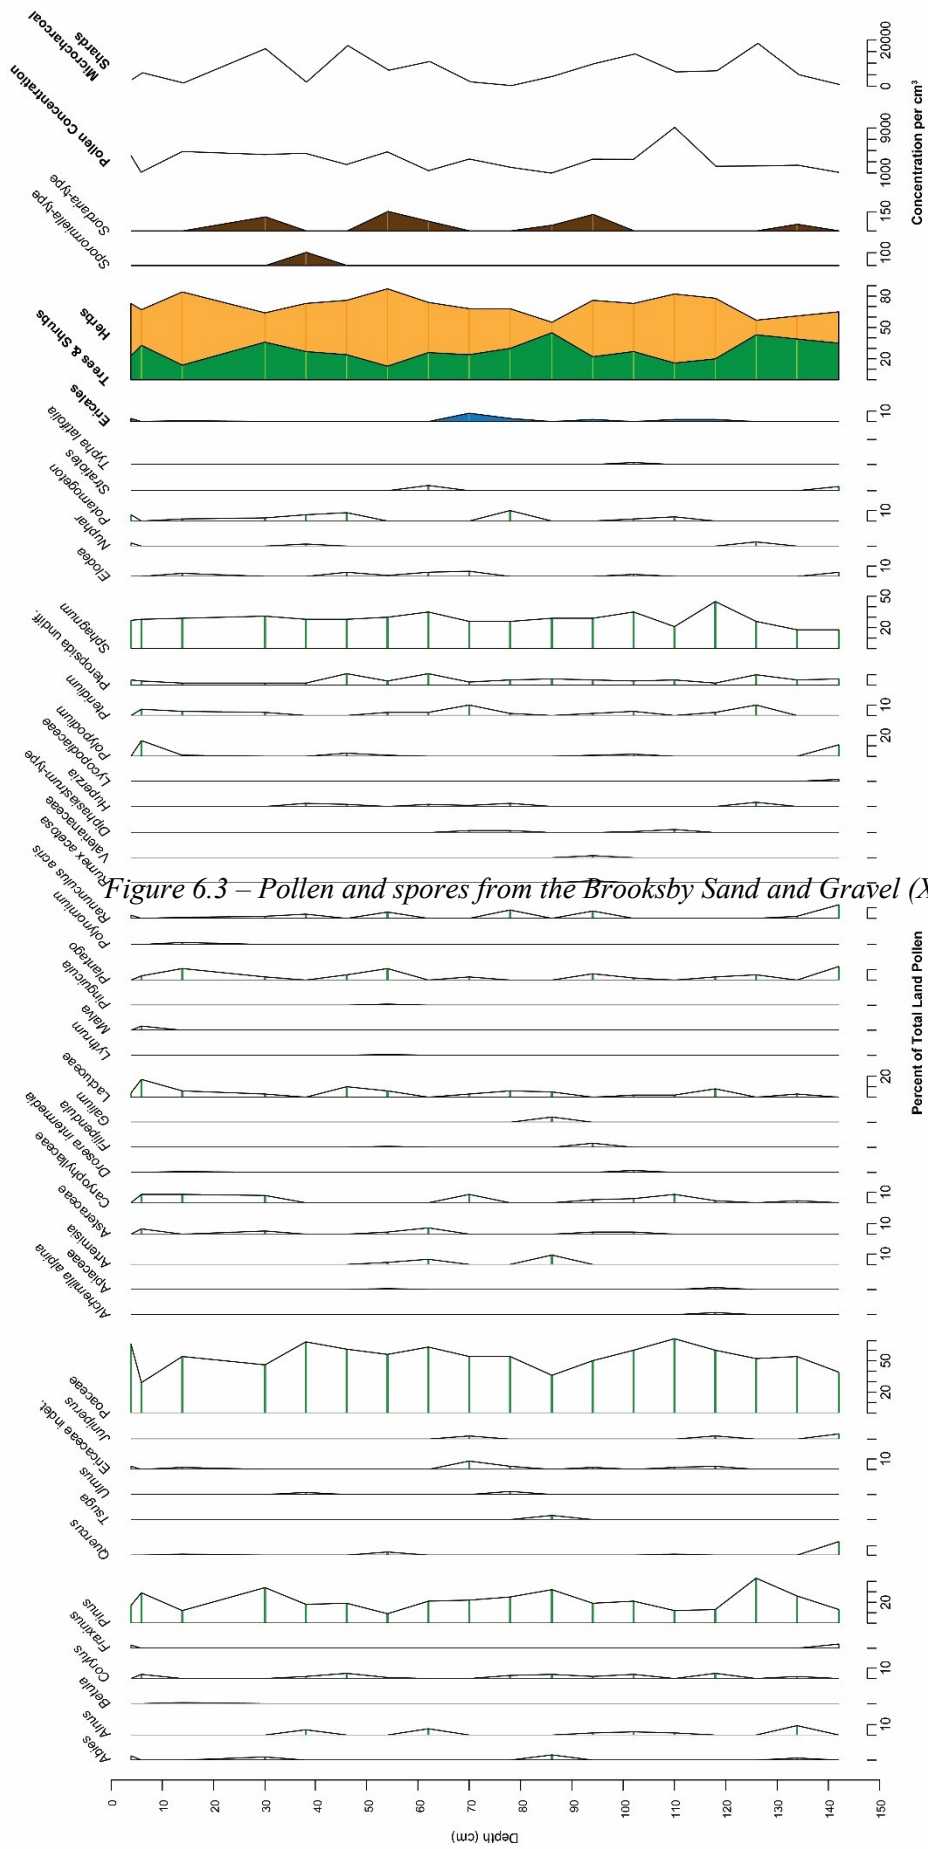 Microcharcoal
Shards
0 20000
Pollen Concentration
1000 9000
Concentration per cm³
Sordaria-type
150
Sporormiella-type
100
Herbs
Trees & Shrubs
20 50 80
Ericales
10
Typha latifolia
Stratiotes
Potamogeton
10
Nuphar
Elodea
10
Sphagnum
20 50
Pteropsida undiff.
Pteridium
10
Polypodium
20
Lycopodiaceae
Huperzia
Diphasiastrum-type
Valerianaceae
Rumex acetosa
Figure 6.3 – Pollen and spores from the Brooksby Sand and Gravel (X
Ranunculus acris
Polynomium
Plantago
Pinguicula
Malva
Lythrum
Percent of Total Land Pollen
Lactuceae
20
Galium
Filipendula
Drosera intermedia
Caryophyllaceae
10
Asteraceae
10
Artemisia
10
Apiaceae
Alchemilla alpina
Poaceae
20 50
Juniperus
Ericaceae indet.
10
Ulmus
Tsuga
Quercus
Pinus
20
Fraxinus
Corylus
10
Betula
Alnus
10
Abies
0 10 20 30 40 50 60 70 80 90 100 110 120 130 140 150
Depth (cm)